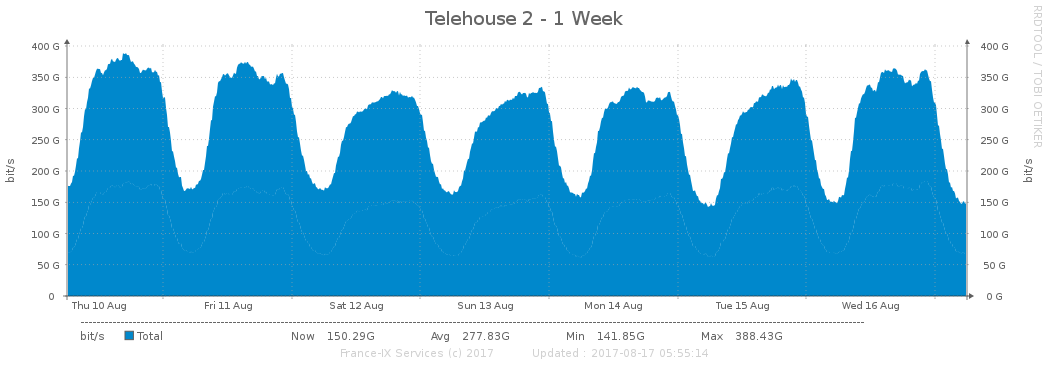 Telehouse 2 - 1 Week
RRDTOOL / TOBI OETIKER
bit/s
400 G
350 G
300 G
250 G
200 G
150 G
100 G
50 G
0
400 G
350 G
300 G
250 G
200 G
150 G
100 G
50 G
0 G
bit/s
Thu 10 Aug Fri 11 Aug Sat 12 Aug Sun 13 Aug Mon 14 Aug Tue 15 Aug Wed 16 Aug
bit/s Total Now 150.29G Avg 277.83G Min 141.85G Max 388.43G
France-IX Services (c) 2017 Updated : 2017-08-17 05:55:14